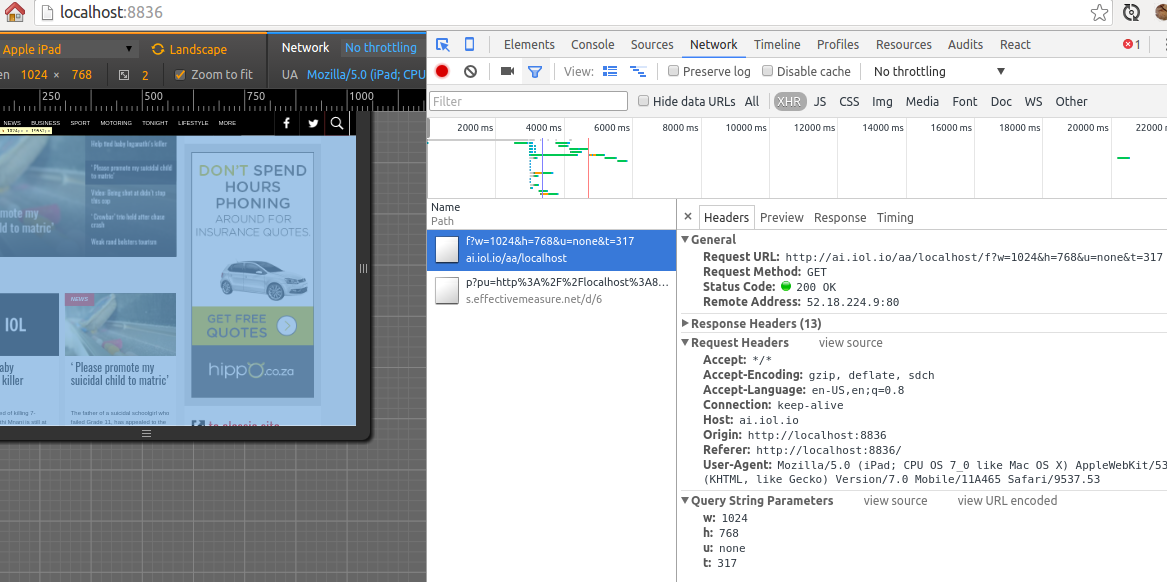 localhost:8836
Apple iPad
Landscape
Network No throttling
en 1024 × 768
2
Zoom to fit
UA Mozilla/5.0 (iPad; CPU
250 500 750 1000
NEWS BUSINESS SPORT MOTORING TONIGHT LIFESTYLE MORE
Help find baby Iyapathi's killer
'Please promote my suicidal child
to matric'
Video: Being shot at didn't stop
this cop
'Crowbar' trio held after chase
crash
Weak rand bolsters tourism
omote my
d to matric'
DON'T SPEND
HOURS
PHONING
AROUND FOR
INSURANCE QUOTES.
GET FREE
QUOTES
hippo.co.za
IOL
NEWS
aby
killer
'Please promote my
suicidal child to matric'
ed of killing 7-
The father of a suicidal schoolgirl who
failed Grade 11, has appealed to the
to classic site
Elements Console Sources Network Timeline Profiles Resources Audits React
1
View:
Preserve log
Disable cache
No throttling
Filter
Hide data URLs
All XHR JS CSS Img Media Font Doc WS Other
2000 ms 4000 ms 6000 ms 8000 ms 10000 ms 12000 ms 14000 ms 16000 ms 18000 ms 20000 ms 22000
Name
Path
f?w=1024&h=768&u=none&t=317
ai.iol.io/aa/localhost
p?pu=http%3A%2F%2Flocalhost%3A8...
s.effectivemeasure.net/d/6
× Headers Preview Response Timing
General
Request URL: http://ai.iol.io/aa/localhost/f?w=1024&h=768&u=none&t=317
Request Method: GET
Status Code: 200 OK
Remote Address: 52.18.224.9:80
Response Headers (13)
Request Headers view source
Accept: */*
Accept-Encoding: gzip, deflate, sdch
Accept-Language: en-US,en;q=0.8
Connection: keep-alive
Host: ai.iol.io
Origin: http://localhost:8836
Referer: http://localhost:8836/
User-Agent: Mozilla/5.0 (iPad; CPU OS 7_0 like Mac OS X) AppleWebKit/53
(KHTML, like Gecko) Version/7.0 Mobile/11A465 Safari/9537.53
Query String Parameters view source view URL encoded
w: 1024
h: 768
u: none
t: 317